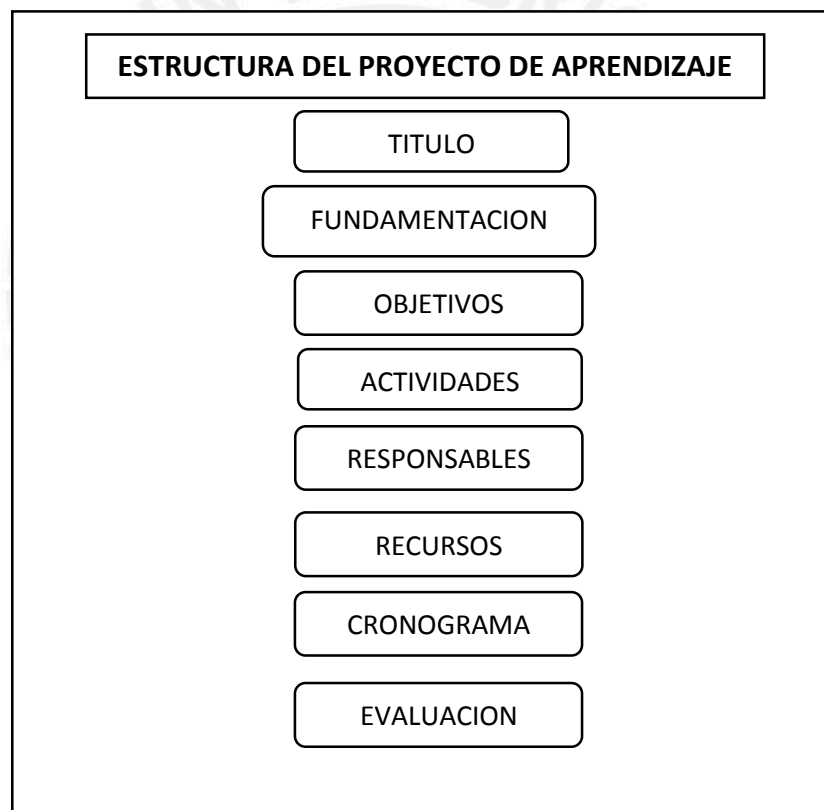 ESTRUCTURA DEL PROYECTO DE APRENDIZAJE
TITULO
FUNDAMENTACION
OBJETIVOS
ACTIVIDADES
RESPONSABLES
RECURSOS
CRONOGRAMA
EVALUACION